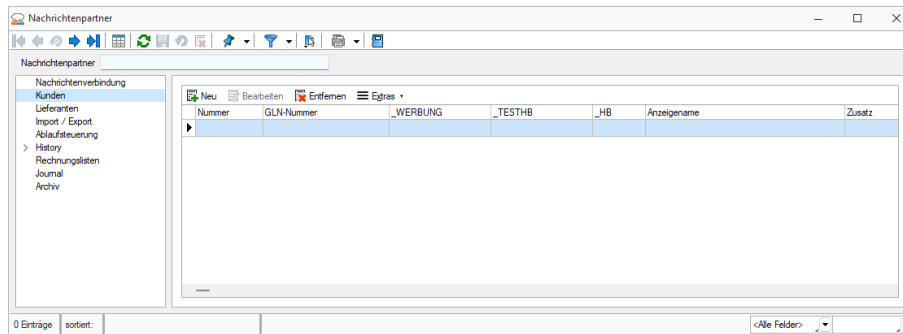 Nachrichtenpartner
Nachrichtenpartner
Nachrichtenverbindung
Kunden
Lieferanten
Import / Export
Ablaufsteuerung
History
Rechnungslisten
Journal
Archiv
Neu Bearbeiten Entfernen Extras
Nummer GLN-Nummer _WERBUNG _TESTHB _HB Anzeigename Zusatz
0 Einträge sortiert: <Alle Felder>